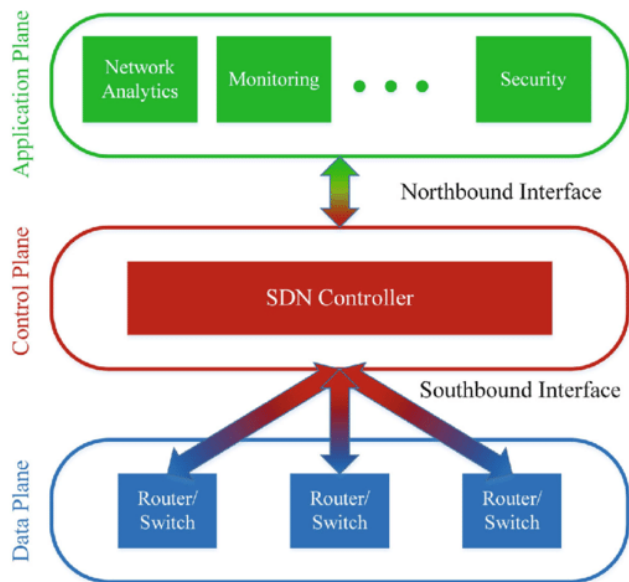 Application Plane
Network
Analytics
Monitoring
Security
Northbound Interface
Control Plane
SDN Controller
Southbound Interface
Data Plane
Router/
Switch
Router/
Switch
Router/
Switch